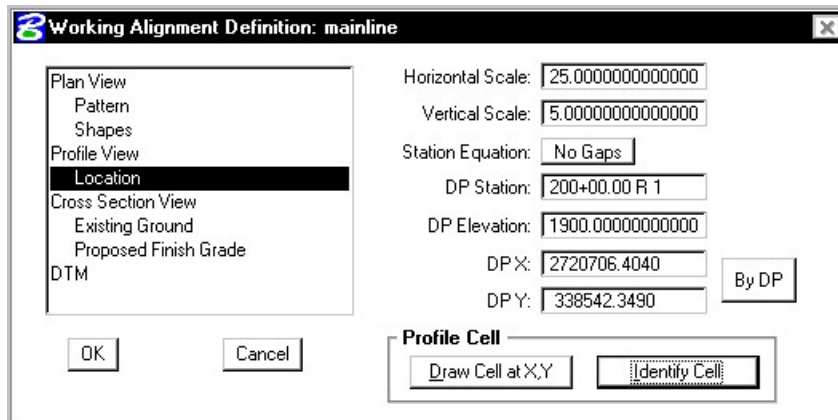 Working Alignment Definition: mainline
Plan View
Pattern
Shapes
Profile View
Location
Cross Section View
Existing Ground
Proposed Finish Grade
DTM
OK
Cancel
Horizontal Scale: 25.0000000000000
Vertical Scale: 5.00000000000000
Station Equation: No Gaps
DP Station: 200+00.00 R 1
DP Elevation: 1900.00000000000
DP X: 2720706.4040
DP Y: 338542.3490
By DP
Profile Cell
Draw Cell at X,Y
Identify Cell